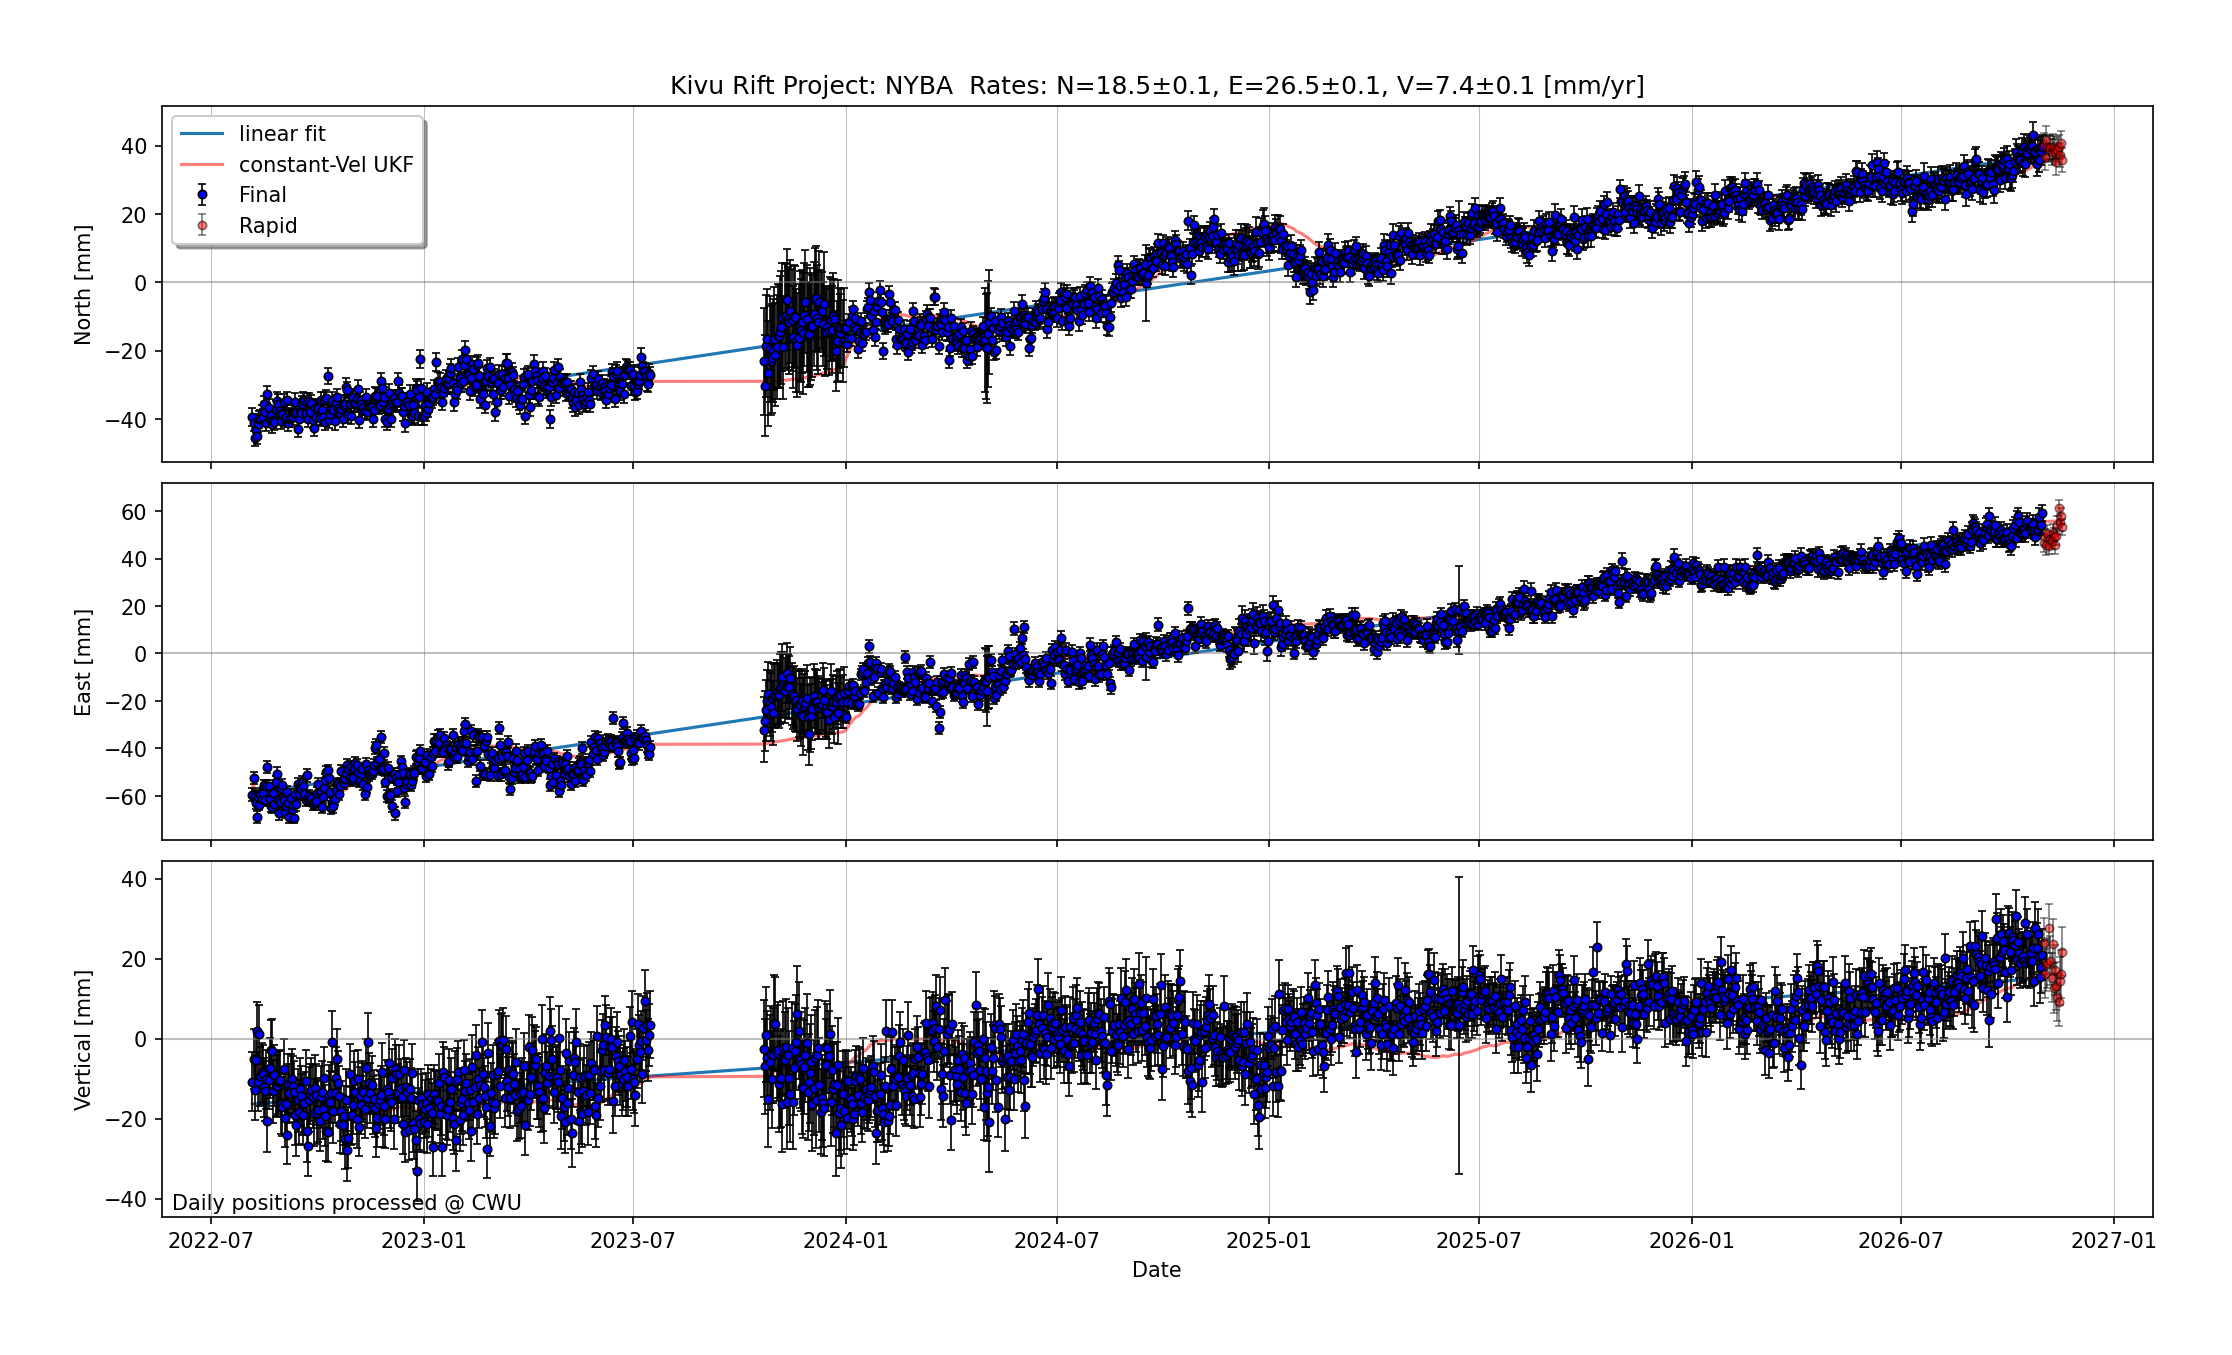 Kivu Rift Project: NYBA  Rates: N=18.5±0.1, E=26.5±0.1, V=7.4±0.1 [mm/yr]
linear fit
constant-Vel UKF
Final
Rapid
North [mm]
40
20
0
−20
−40
East [mm]
60
40
20
0
−20
−40
−60
Vertical [mm]
40
20
0
−20
−40
Daily positions processed @ CWU
2022-07 2023-01 2023-07 2024-01 2024-07 2025-01 2025-07 2026-01 2026-07 2027-01
Date